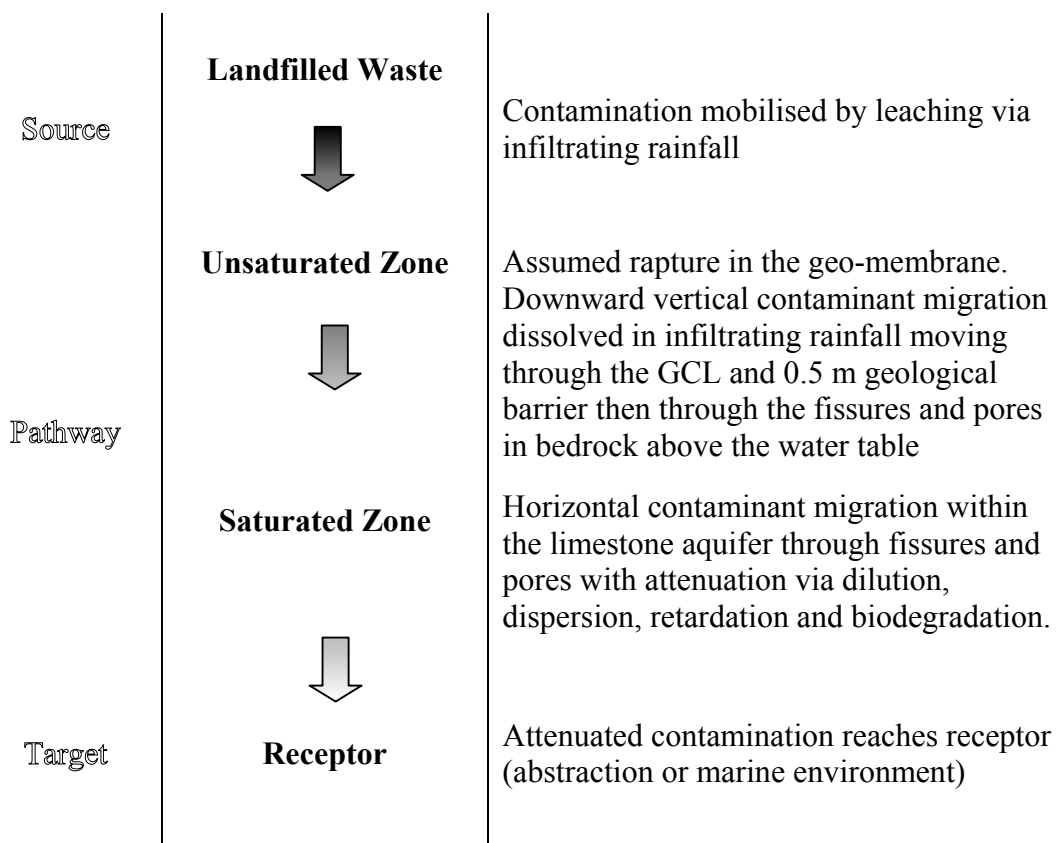 Landfilled Waste
Source
Contamination mobilised by leaching via
infiltrating rainfall
Unsaturated Zone
Assumed rapture in the geo-membrane.
Downward vertical contaminant migration
dissolved in infiltrating rainfall moving
through the GCL and 0.5 m geological
barrier then through the fissures and pores
in bedrock above the water table
Pathway
Saturated Zone
Horizontal contaminant migration within
the limestone aquifer through fissures and
pores with attenuation via dilution,
dispersion, retardation and biodegradation.
Target
Receptor
Attenuated contamination reaches receptor
(abstraction or marine environment)